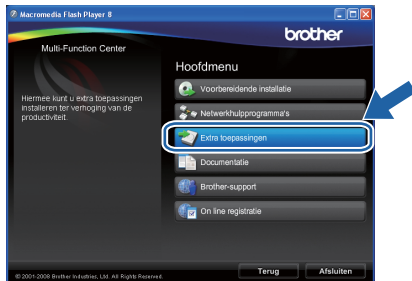 Macromedia Flash Player 8
brother
Multi-Function Center
Hoofdmenu
Hiermee kunt u extra toepassingen
installeren ter verhoging van de
productiviteit.
Voorbereidende installatie
Netwerkhulpprogramma's
Extra toepassingen
Documentatie
Brother-support
On line registratie
© 2001-2008 Brother Industries, Ltd. All Rights Reserved.
Terug
Afsluiten